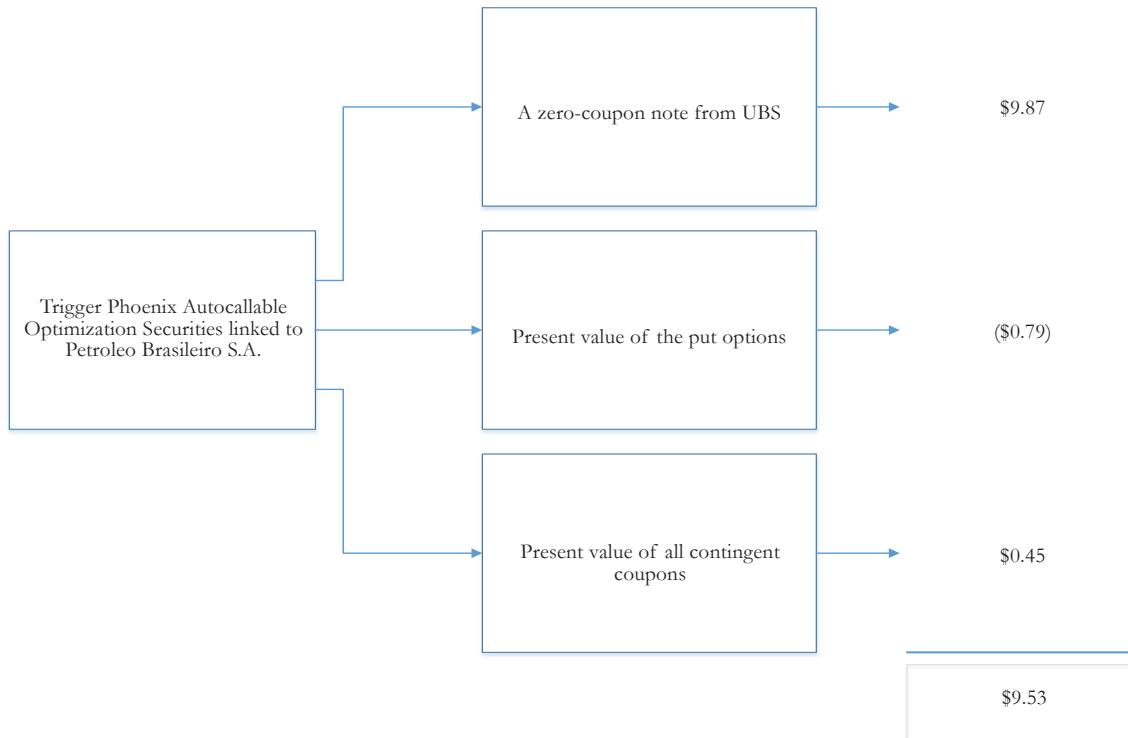 A zero-coupon note from UBS
$9.87
Trigger Phoenix Autocallable
Optimization Securities linked to
Petroleo Brasileiro S.A.
Present value of the put options
($0.79)
Present value of all contingent
coupons
$0.45
$9.53